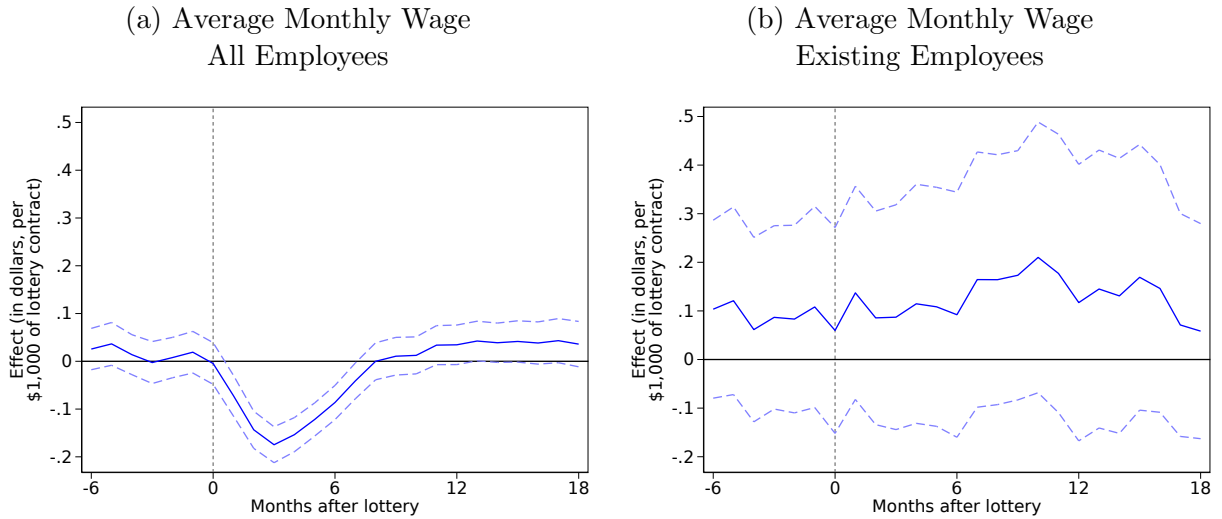 (a) Average Monthly Wage
All Employees
Effect (in dollars, per
$1,000 of lottery contract)
.5
.4
.3
.2
.1
0
-.1
-.2
-6
0
6
12
18
Months after lottery
(b) Average Monthly Wage
Existing Employees
Effect (in dollars, per
$1,000 of lottery contract)
.5
.4
.3
.2
.1
0
-.1
-.2
-6
0
6
12
18
Months after lottery